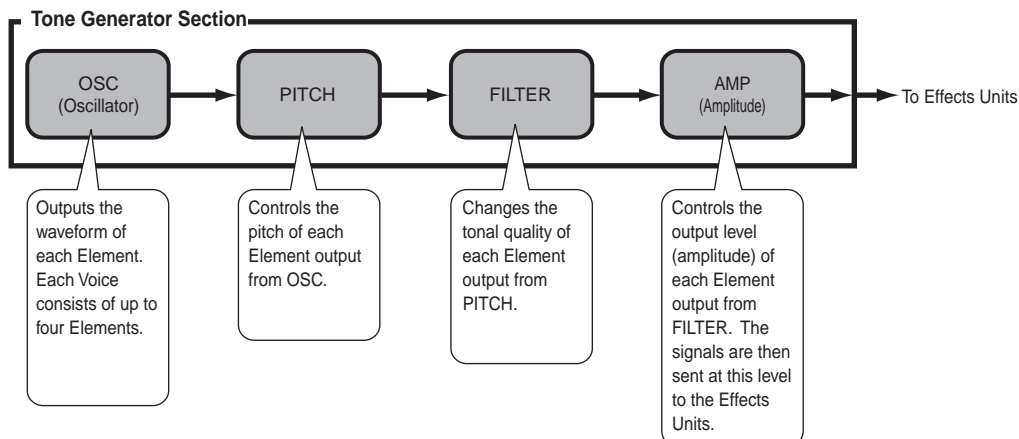 Tone Generator Section
OSC
(Oscillator)
PITCH
FILTER
AMP
(Amplitude)
To Effects Units
Outputs the
waveform of
each Element.
Each Voice
consists of up to
four Elements.
Controls the
pitch of each
Element output
from OSC.
Changes the
tonal quality of
each Element
output from
PITCH.
Controls the
output level
(amplitude) of
each Element
output from
FILTER. The
signals are then
sent at this level
to the Effects
Units.